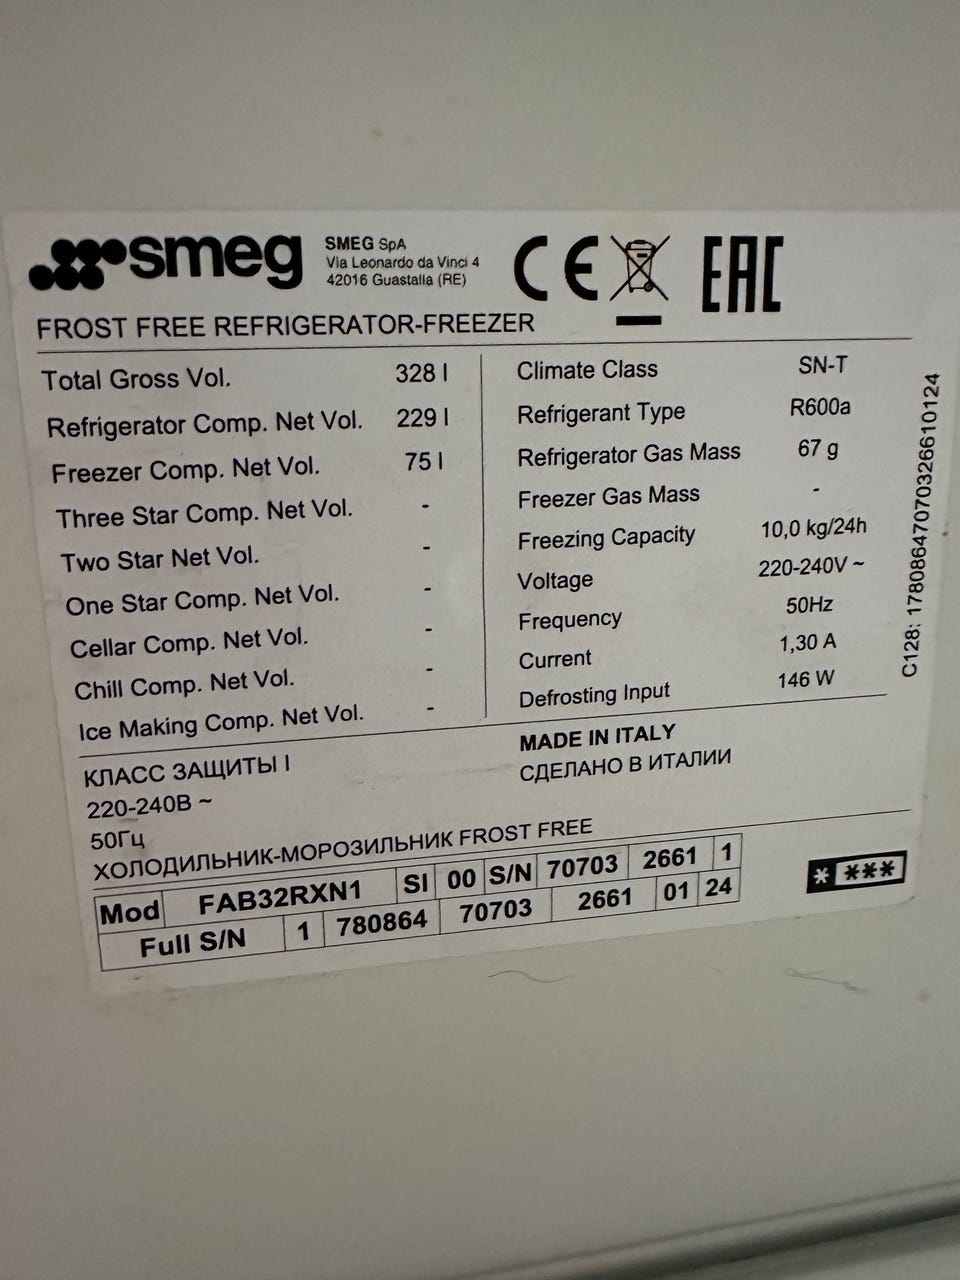 smeg
SMEG SpA
Via Leonardo da Vinci 4
42016 Guastalla (RE)
CE
EAC
FROST FREE REFRIGERATOR-FREEZER
Total Gross Vol. 328 l
Refrigerator Comp. Net Vol. 229 l
Freezer Comp. Net Vol. 75 l
Three Star Comp. Net Vol. -
Two Star Net Vol. -
One Star Comp. Net Vol. -
Cellar Comp. Net Vol. -
Chill Comp. Net Vol. -
Ice Making Comp. Net Vol. -
Climate Class SN-T
Refrigerant Type R600a
Refrigerator Gas Mass 67 g
Freezer Gas Mass -
Freezing Capacity 10,0 kg/24h
Voltage 220-240V ~
Frequency 50Hz
Current 1,30 A
Defrosting Input 146 W
C128: 17808647070326610124
КЛАСС ЗАЩИТЫ I
220-240В ~
50Гц
ХОЛОДИЛЬНИК-МОРОЗИЛЬНИК FROST FREE
MADE IN ITALY
СДЕЛАНО В ИТАЛИИ
Mod FAB32RXN1 SI 00 S/N 70703 2661 1
Full S/N 1 780864 70703 2661 01 24
* ***